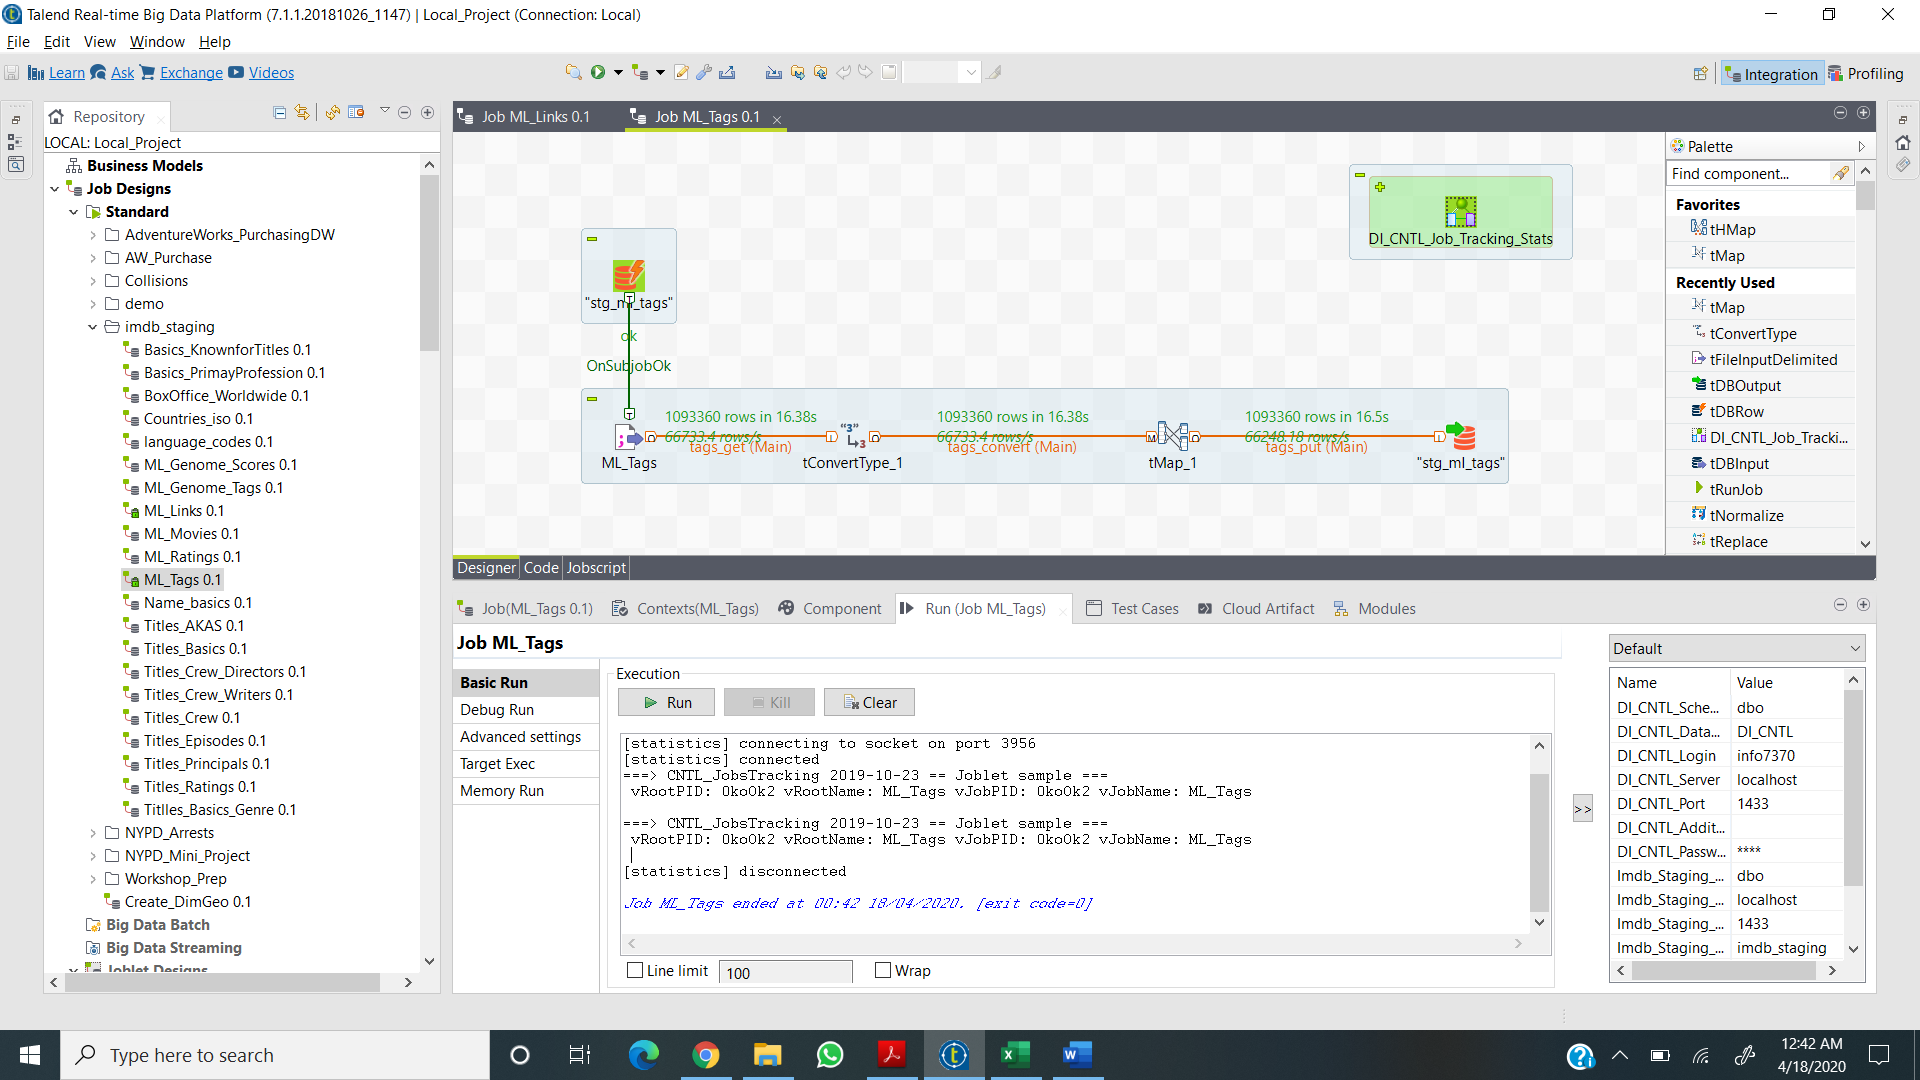 Talend Real-time Big Data Platform (7.1.1.20181026_1147) | Local_Project (Connection: Local)
File Edit View Window Help
Learn Ask Exchange Videos
Integration Profiling
Repository
LOCAL: Local_Project
Business Models
Job Designs
Standard
AdventureWorks_PurchasingDW
AW_Purchase
Collisions
demo
imdb_staging
Basics_KnownforTitles 0.1
Basics_PrimayProfession 0.1
BoxOffice_Worldwide 0.1
Countries_iso 0.1
language_codes 0.1
ML_Genome_Scores 0.1
ML_Genome_Tags 0.1
ML_Links 0.1
ML_Movies 0.1
ML_Ratings 0.1
ML_Tags 0.1
Name_basics 0.1
Titles_AKAS 0.1
Titles_Basics 0.1
Titles_Crew_Directors 0.1
Titles_Crew_Writers 0.1
Titles_Crew 0.1
Titles_Episodes 0.1
Titles_Principals 0.1
Titles_Ratings 0.1
Titlles_Basics_Genre 0.1
NYPD_Arrests
NYPD_Mini_Project
Workshop_Prep
Create_DimGeo 0.1
Big Data Batch
Big Data Streaming
Joblet Designs
Job ML_Links 0.1 Job ML_Tags 0.1
DI_CNTL_Job_Tracking_Stats
"stg_ml_tags"
ok
OnSubjobOk
1093360 rows in 16.38s 1093360 rows in 16.38s 1093360 rows in 16.5s
66733.4 rows/s 66733.4 rows/s 66248.18 rows/s
tags_get (Main) tags_convert (Main) tags_put (Main)
ML_Tags tConvertType_1 tMap_1 "stg_ml_tags"
Designer Code Jobscript
Palette
Find component...
Favorites
tHMap
tMap
Recently Used
tMap
tConvertType
tFileInputDelimited
tDBOutput
tDBRow
DI_CNTL_Job_Tracki...
tDBInput
tRunJob
tNormalize
tReplace
Job(ML_Tags 0.1) Contexts(ML_Tags) Component Run (Job ML_Tags) Test Cases Cloud Artifact Modules
Job ML_Tags
Basic Run
Debug Run
Advanced settings
Target Exec
Memory Run
Execution
Run Kill Clear
[statistics] connecting to socket on port 3956
[statistics] connected
===> CNTL_JobsTracking 2019-10-23 == Joblet sample ===
vRootPID: 0koOk2 vRootName: ML_Tags vJobPID: 0koOk2 vJobName: ML_Tags
===> CNTL_JobsTracking 2019-10-23 == Joblet sample ===
vRootPID: 0koOk2 vRootName: ML_Tags vJobPID: 0koOk2 vJobName: ML_Tags
[statistics] disconnected
Job ML_Tags ended at 00:42 18/04/2020. [exit code=0]
Line limit 100 Wrap
>>
Default
Name Value
DI_CNTL_Sche... dbo
DI_CNTL_Data... DI_CNTL
DI_CNTL_Login info7370
DI_CNTL_Server localhost
DI_CNTL_Port 1433
DI_CNTL_Addit...
DI_CNTL_Passw... ****
Imdb_Staging_... dbo
Imdb_Staging_... localhost
Imdb_Staging_... 1433
Imdb_Staging_... imdb_staging
Type here to search
12:42 AM
4/18/2020